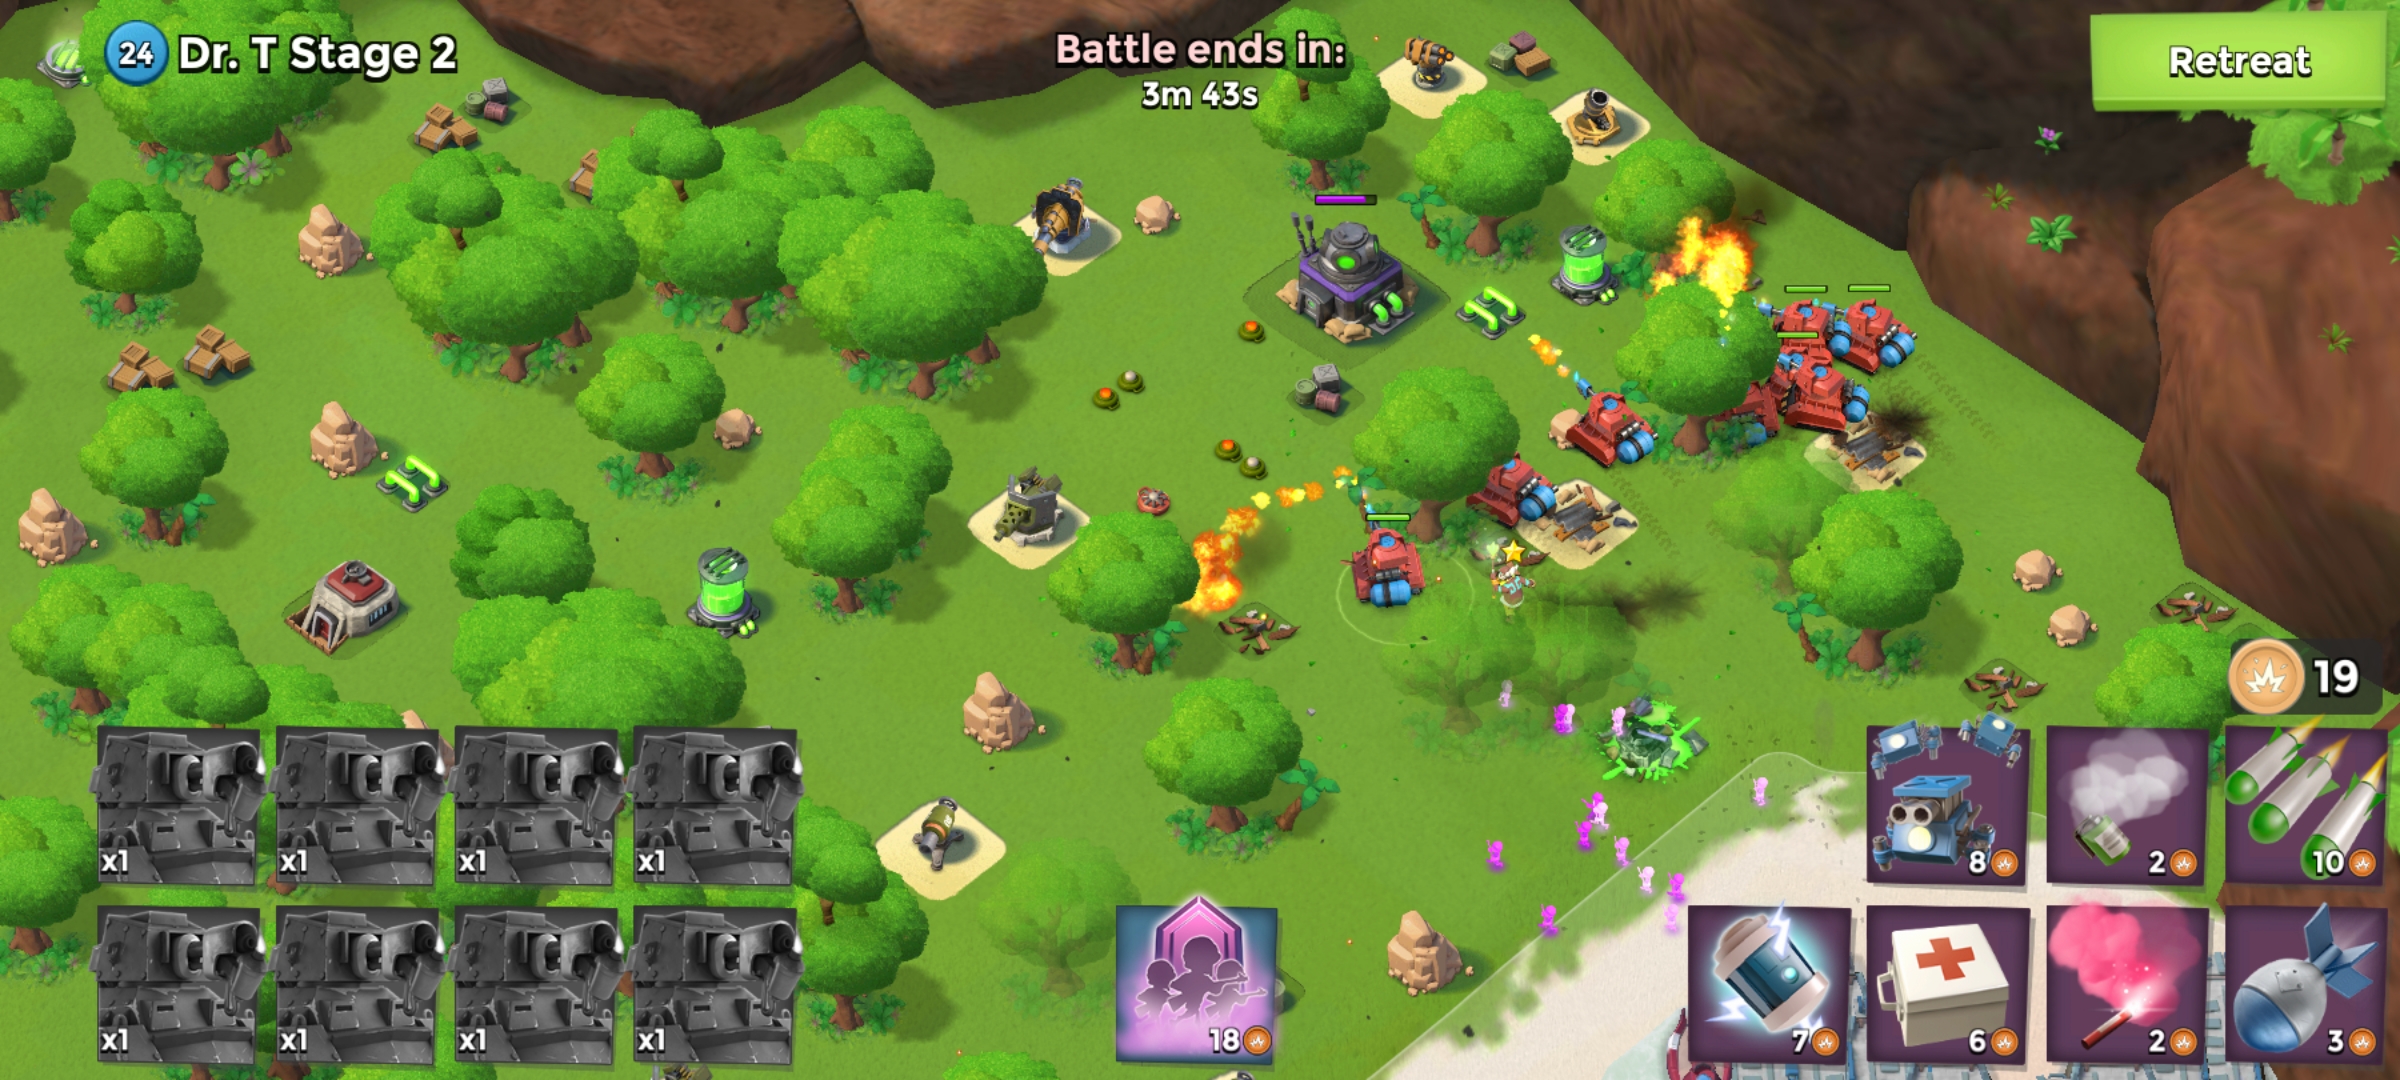 24 Dr. T Stage 2
Battle ends in:
3m 43s
Retreat
19
x1 x1 x1 x1
8 2 10
x1 x1 x1 x1
18
7 6 2 3